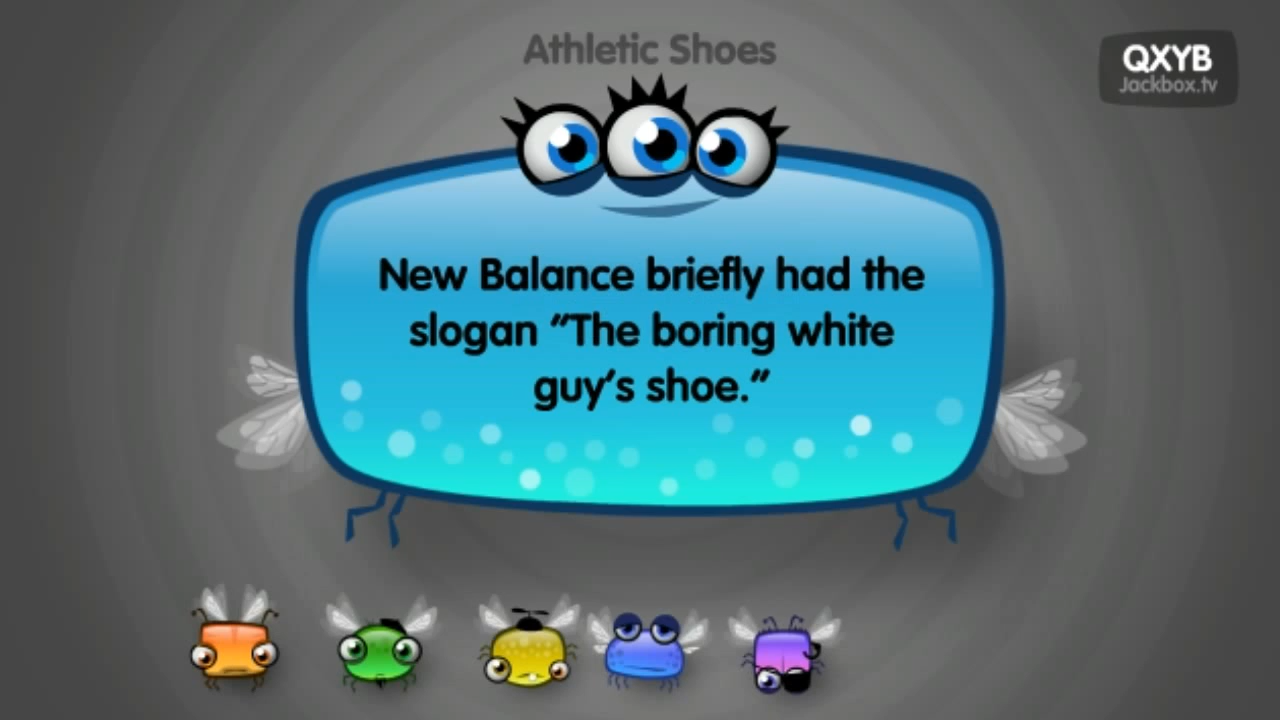 Athletic Shoes
QXYB
Jackbox.tv
New Balance briefly had the
slogan “The boring white
guy’s shoe.”